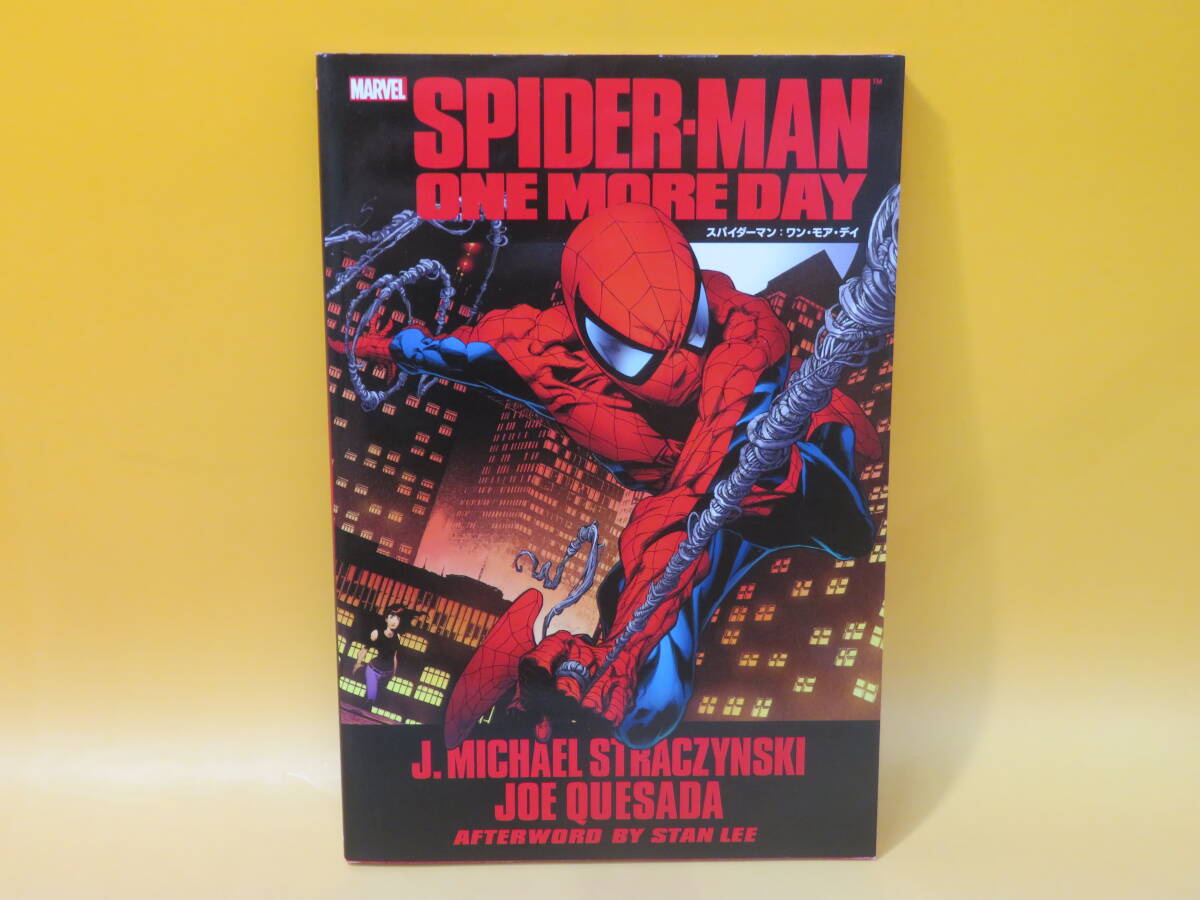 MARVEL
SPIDER-MAN™
ONE MORE DAY
スパイダーマン：ワン・モア・デイ
J. MICHAEL STRACZYNSKI
JOE QUESADA
AFTERWORD BY STAN LEE